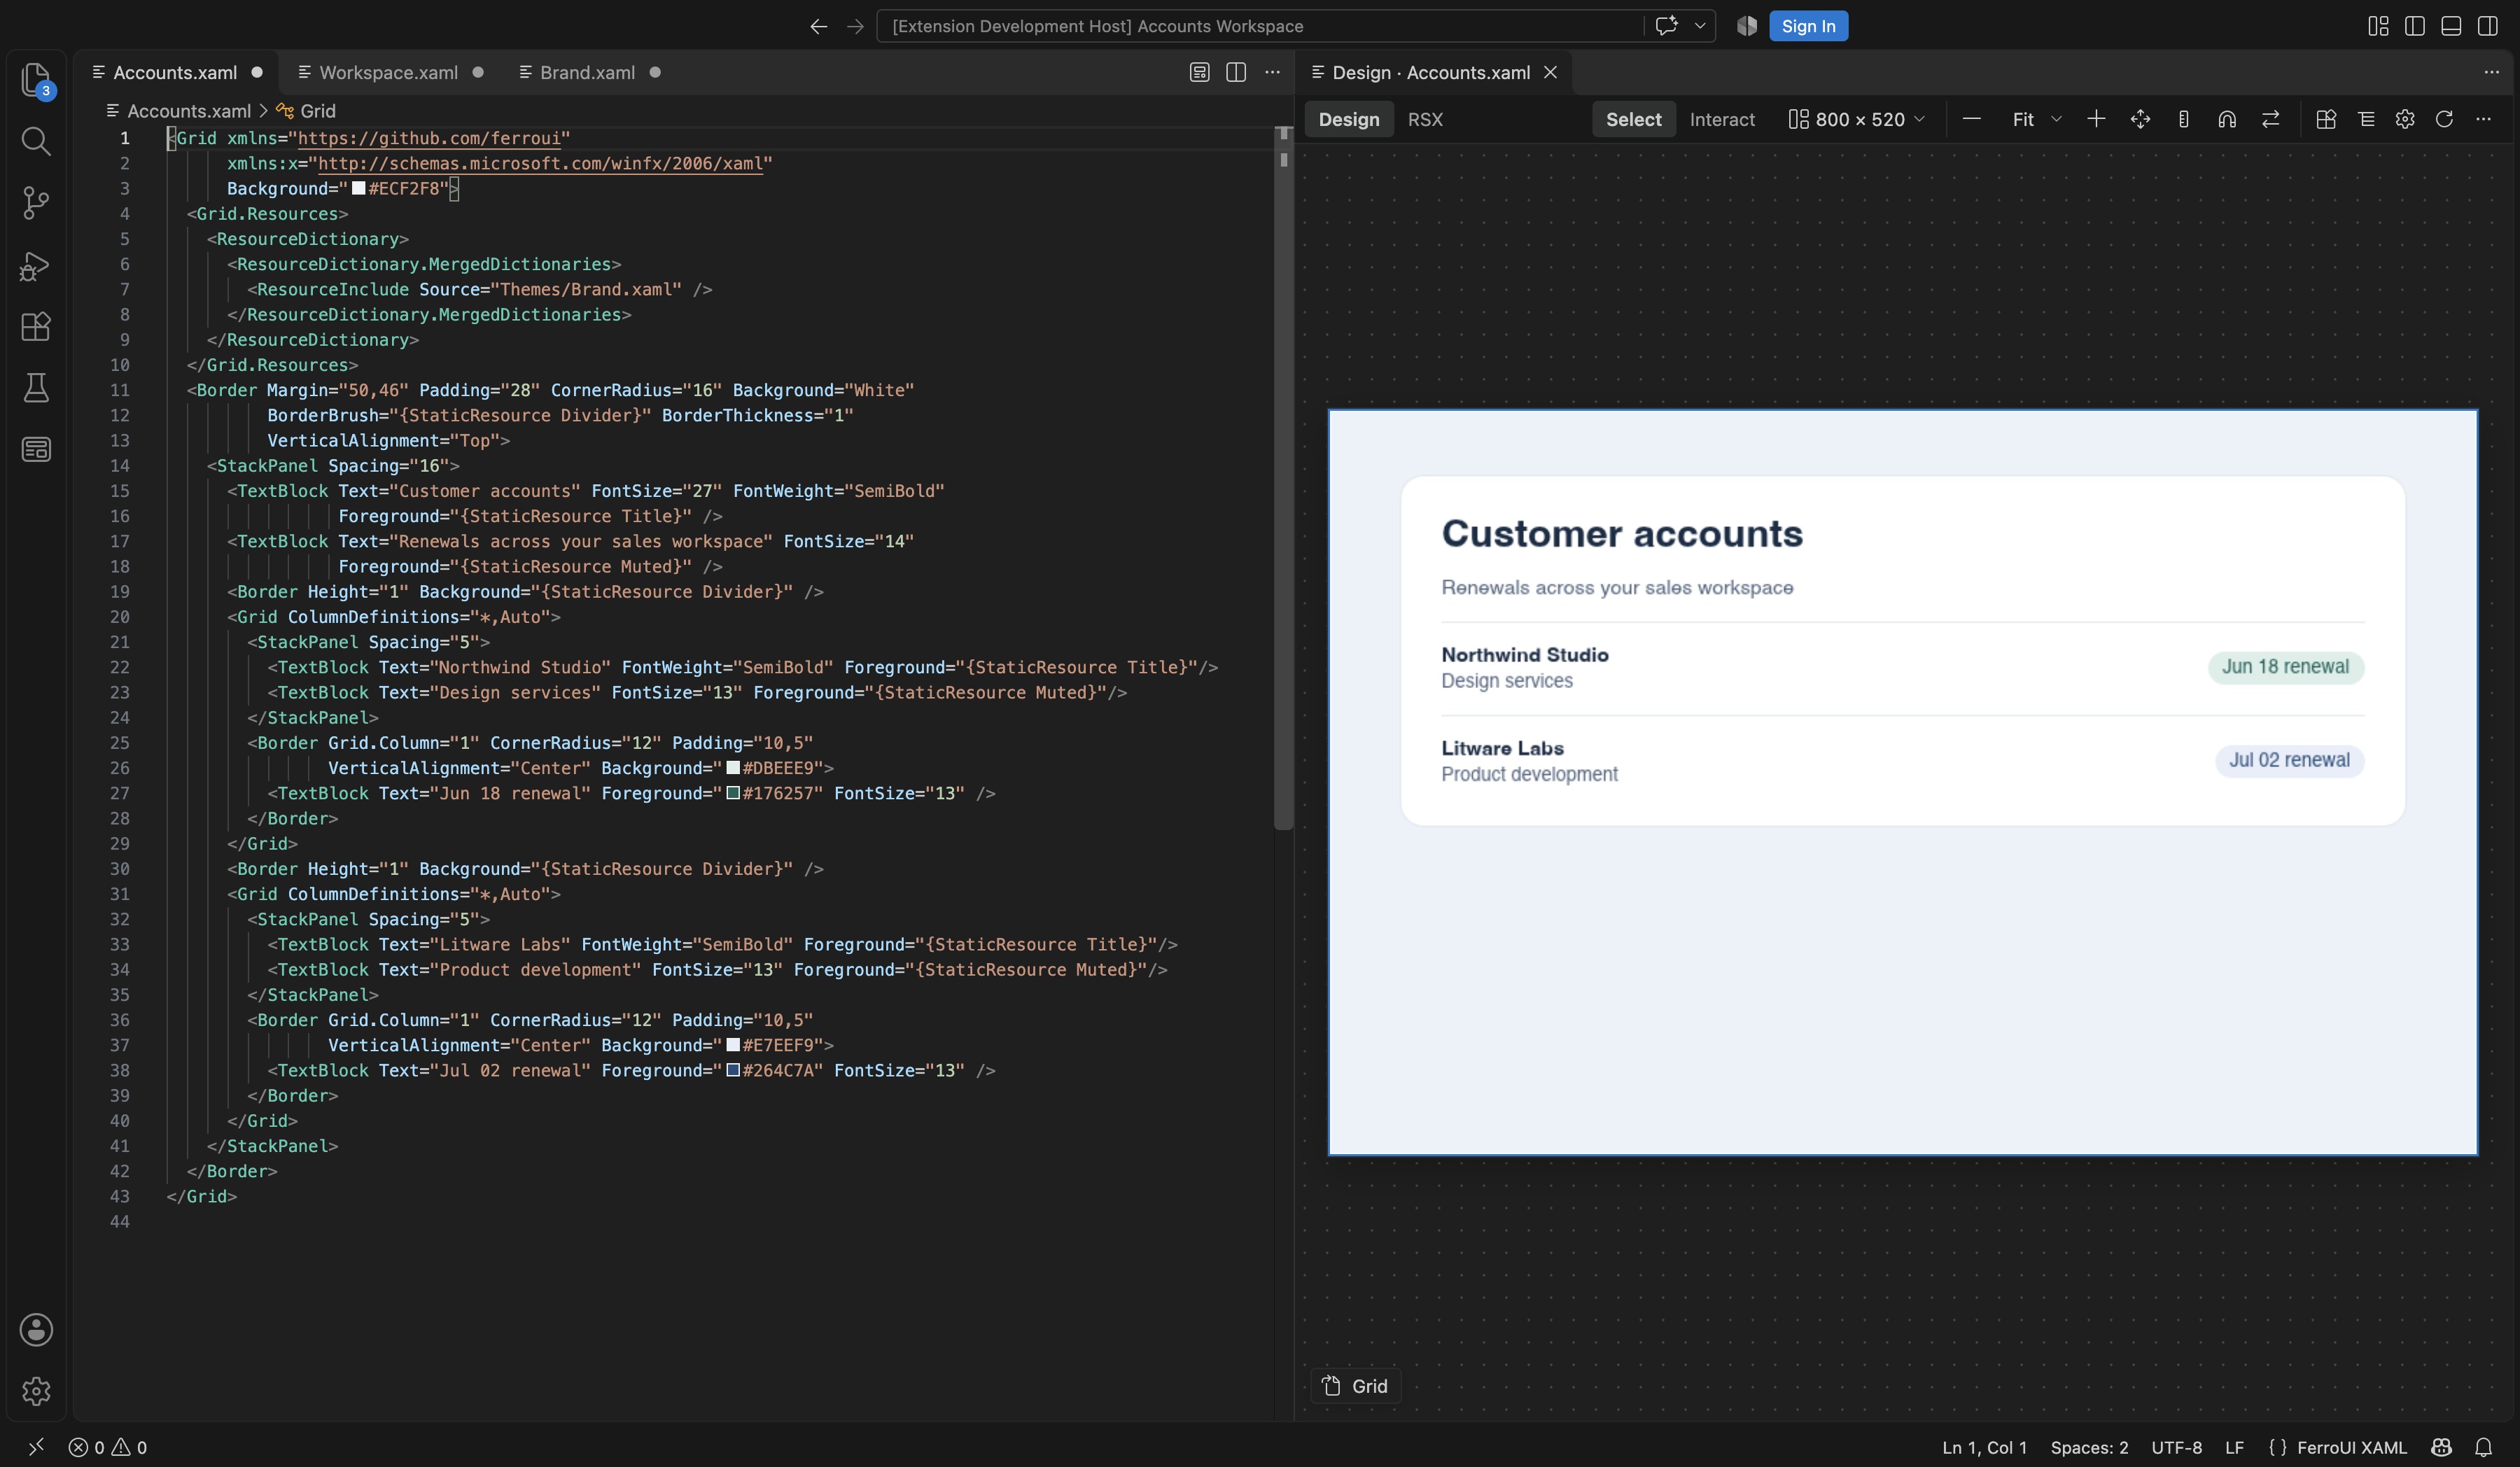 [Extension Development Host] Accounts Workspace
Sign In
3
Accounts.xaml
Workspace.xaml
Brand.xaml
Accounts.xaml > Grid
1 <Grid xmlns="https://github.com/ferroui"
2 xmlns:x="http://schemas.microsoft.com/winfx/2006/xaml"
3 Background="#ECF2F8">
4 <Grid.Resources>
5 <ResourceDictionary>
6 <ResourceDictionary.MergedDictionaries>
7 <ResourceInclude Source="Themes/Brand.xaml" />
8 </ResourceDictionary.MergedDictionaries>
9 </ResourceDictionary>
10 </Grid.Resources>
11 <Border Margin="50,46" Padding="28" CornerRadius="16" Background="White"
12 BorderBrush="{StaticResource Divider}" BorderThickness="1"
13 VerticalAlignment="Top">
14 <StackPanel Spacing="16">
15 <TextBlock Text="Customer accounts" FontSize="27" FontWeight="SemiBold"
16 Foreground="{StaticResource Title}" />
17 <TextBlock Text="Renewals across your sales workspace" FontSize="14"
18 Foreground="{StaticResource Muted}" />
19 <Border Height="1" Background="{StaticResource Divider}" />
20 <Grid ColumnDefinitions="*,Auto">
21 <StackPanel Spacing="5">
22 <TextBlock Text="Northwind Studio" FontWeight="SemiBold" Foreground="{StaticResource Title}"/>
23 <TextBlock Text="Design services" FontSize="13" Foreground="{StaticResource Muted}"/>
24 </StackPanel>
25 <Border Grid.Column="1" CornerRadius="12" Padding="10,5"
26 VerticalAlignment="Center" Background="#DBEEE9">
27 <TextBlock Text="Jun 18 renewal" Foreground="#176257" FontSize="13" />
28 </Border>
29 </Grid>
30 <Border Height="1" Background="{StaticResource Divider}" />
31 <Grid ColumnDefinitions="*,Auto">
32 <StackPanel Spacing="5">
33 <TextBlock Text="Litware Labs" FontWeight="SemiBold" Foreground="{StaticResource Title}"/>
34 <TextBlock Text="Product development" FontSize="13" Foreground="{StaticResource Muted}"/>
35 </StackPanel>
36 <Border Grid.Column="1" CornerRadius="12" Padding="10,5"
37 VerticalAlignment="Center" Background="#E7EEF9">
38 <TextBlock Text="Jul 02 renewal" Foreground="#264C7A" FontSize="13" />
39 </Border>
40 </Grid>
41 </StackPanel>
42 </Border>
43 </Grid>
44
Design · Accounts.xaml
Design RSX Select Interact 800 × 520 Fit
Customer accounts
Renewals across your sales workspace
Northwind Studio
Design services
Jun 18 renewal
Litware Labs
Product development
Jul 02 renewal
Grid
0 0
Ln 1, Col 1 Spaces: 2 UTF-8 LF {} FerroUI XAML